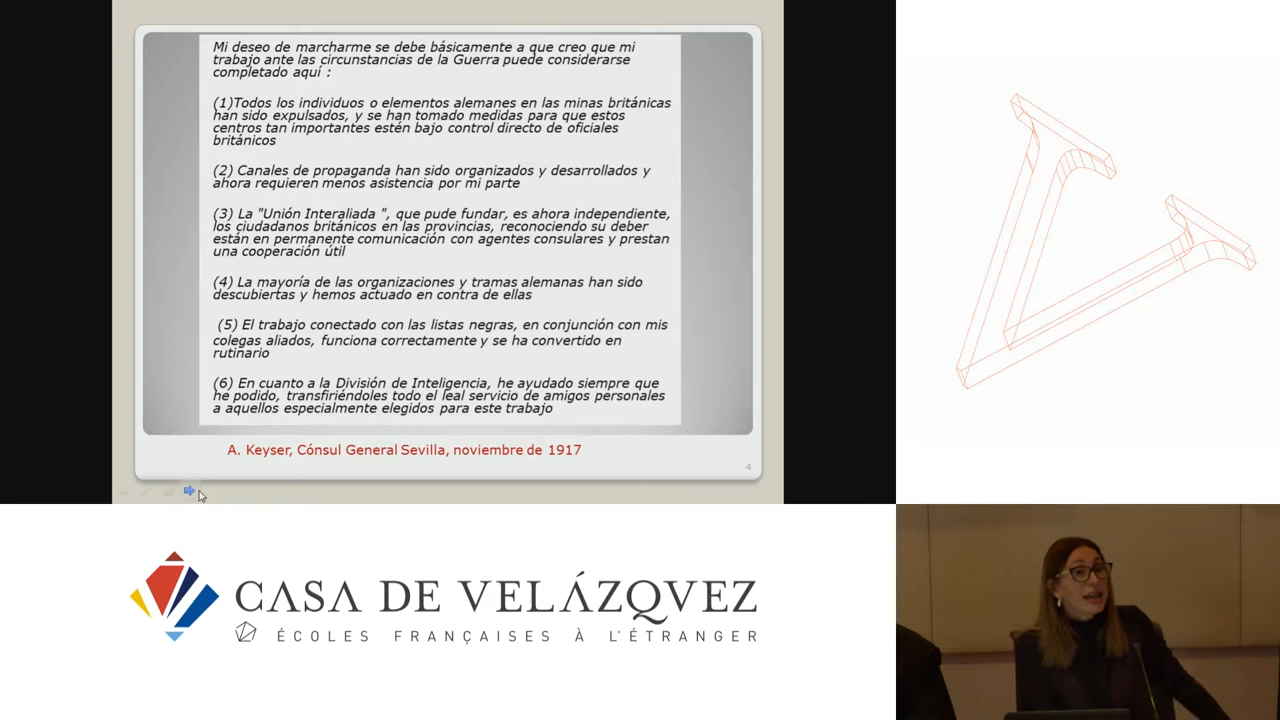 Mi deseo de marcharme se debe básicamente a que creo que mi
trabajo ante las circunstancias de la Guerra puede considerarse
completado aquí :
(1)Todos los individuos o elementos alemanes en las minas británicas
han sido expulsados, y se han tomado medidas para que estos
centros tan importantes estén bajo control directo de oficiales
británicos
(2) Canales de propaganda han sido organizados y desarrollados y
ahora requieren menos asistencia por mi parte
(3) La "Unión Interaliada ", que pude fundar, es ahora independiente,
los ciudadanos británicos en las provincias, reconociendo su deber
están en permanente comunicación con agentes consulares y prestan
una cooperación útil
(4) La mayoría de las organizaciones y tramas alemanas han sido
descubiertas y hemos actuado en contra de ellas
(5) El trabajo conectado con las listas negras, en conjunción con mis
colegas aliados, funciona correctamente y se ha convertido en
rutinario
(6) En cuanto a la División de Inteligencia, he ayudado siempre que
he podido, transfiriéndoles todo el leal servicio de amigos personales
a aquellos especialmente elegidos para este trabajo
A. Keyser, Cónsul General Sevilla, noviembre de 1917
4
CASA DE VELÁZQVEZ
ÉCOLES FRANÇAISES À L'ÉTRANGER